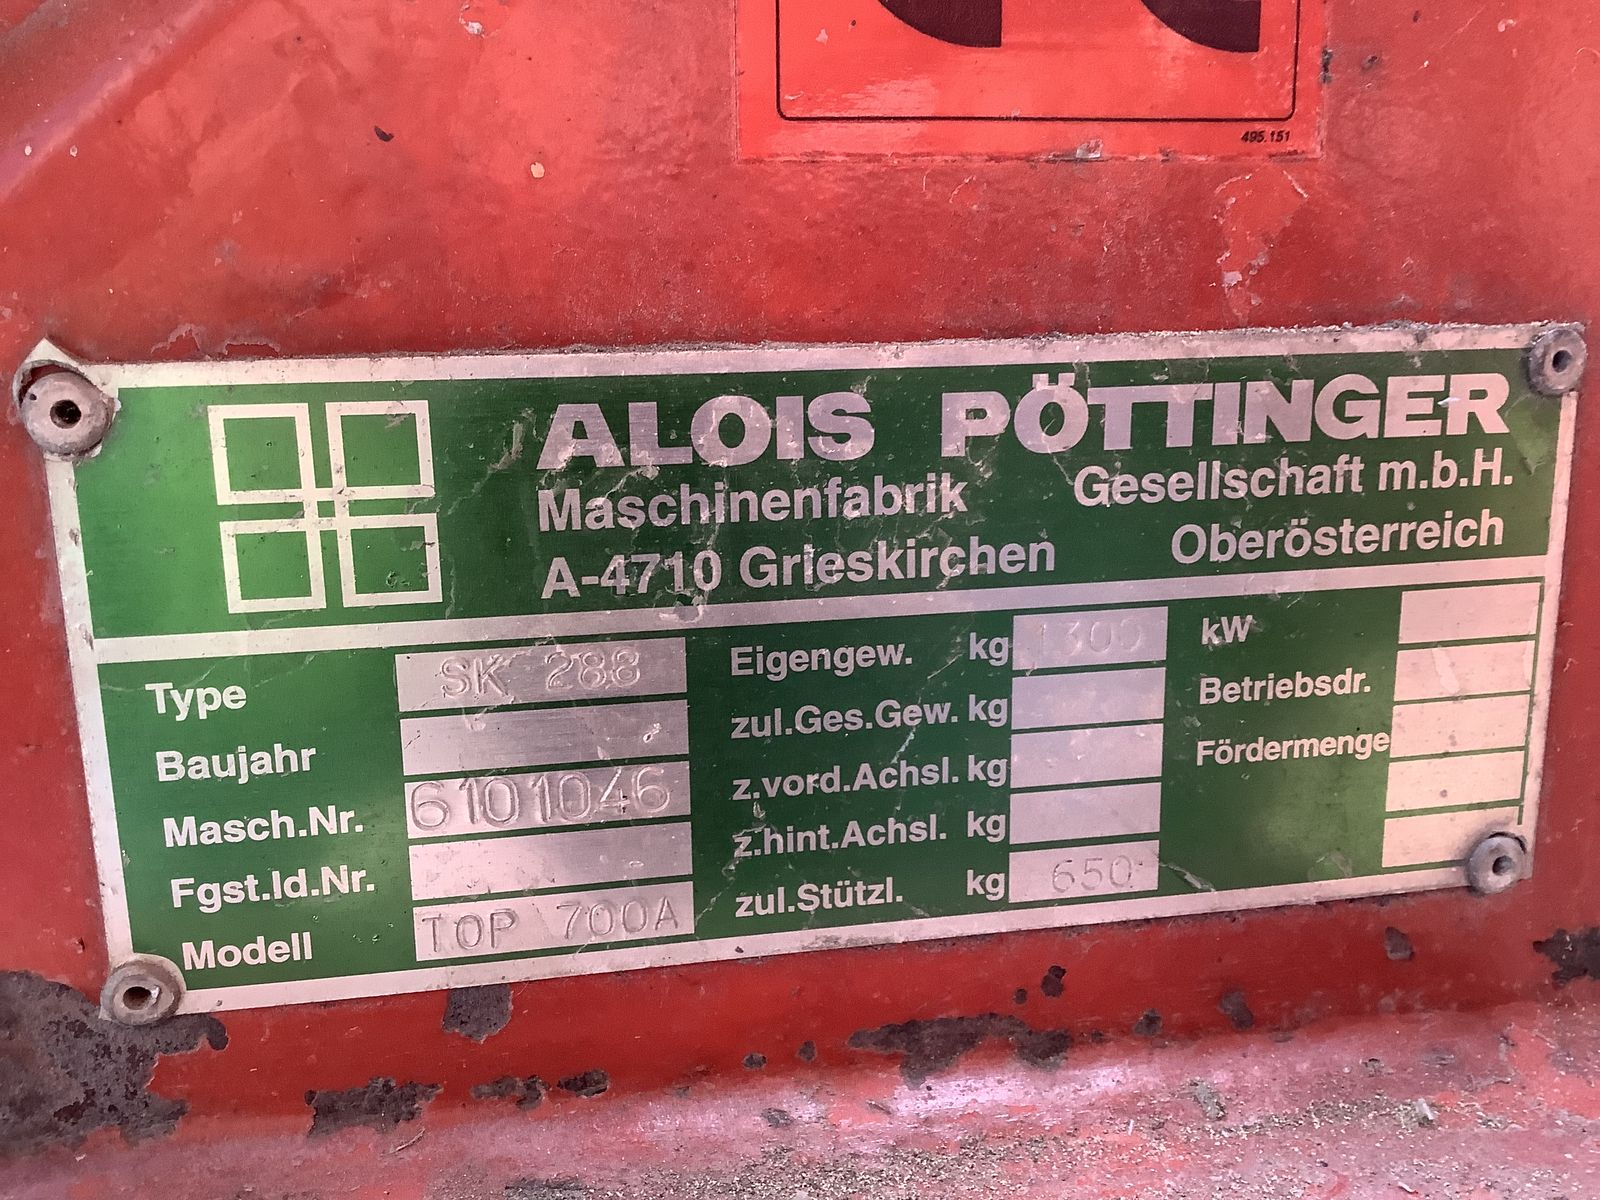 495.151
ALOIS PÖTTINGER
Maschinenfabrik Gesellschaft m.b.H.
A-4710 Grieskirchen Oberösterreich
Type SK 288
Baujahr
Masch.Nr. 6101046
Fgst.Id.Nr.
Modell TOP 700A
Eigengew. kg 1300
zul.Ges.Gew. kg
z.vord.Achsl. kg
z.hint.Achsl. kg
zul.Stützl. kg 650
kW
Betriebsdr.
Fördermenge